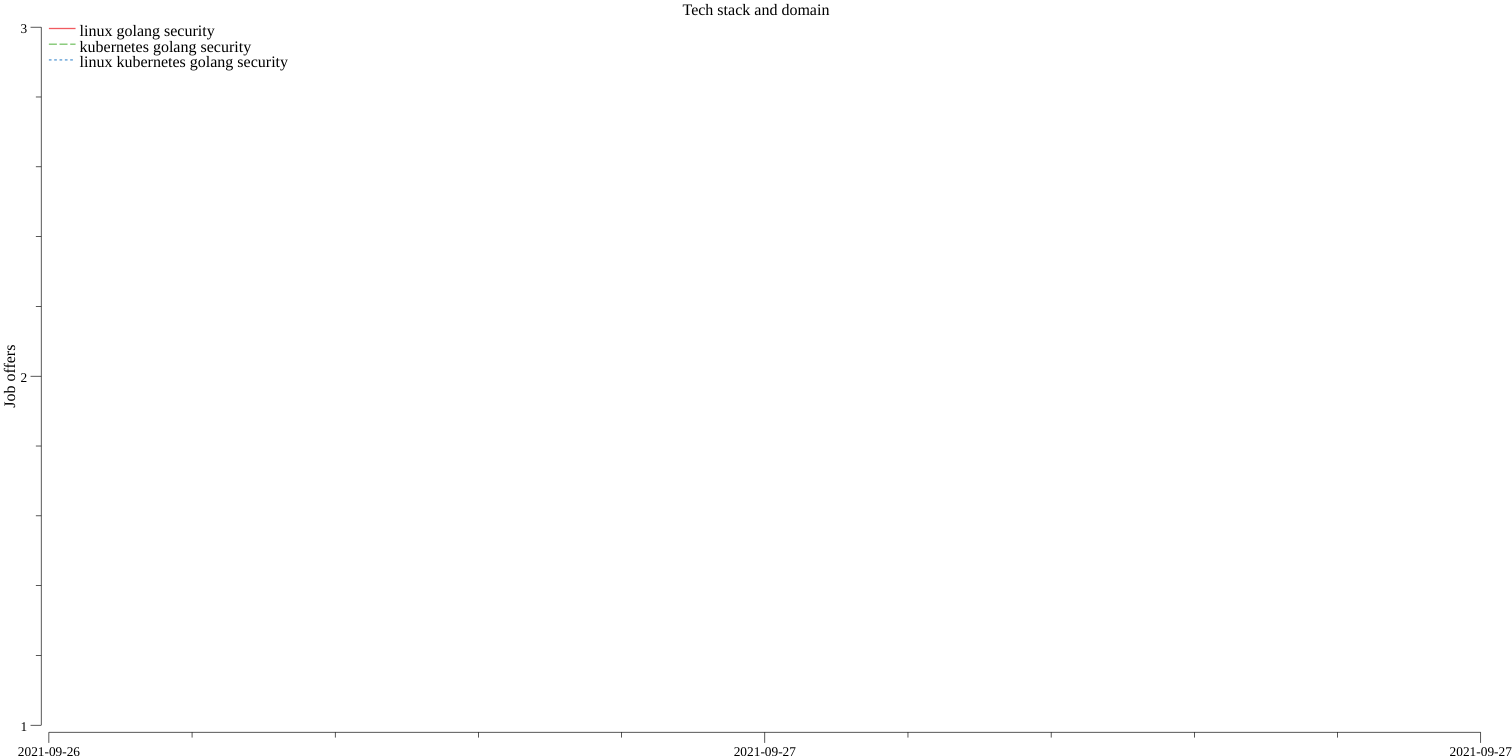 Tech stack and domain
3
linux golang security
kubernetes golang security
linux kubernetes golang security
Job offers
2
1
2021-09-26
2021-09-27
2021-09-27